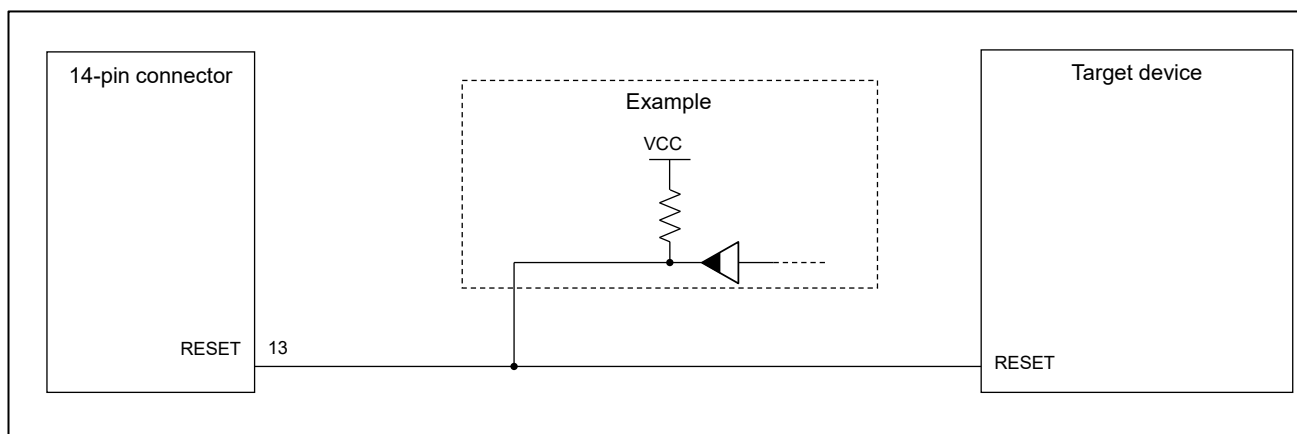 14-pin connector
Target device
Example
VCC
RESET 13
RESET